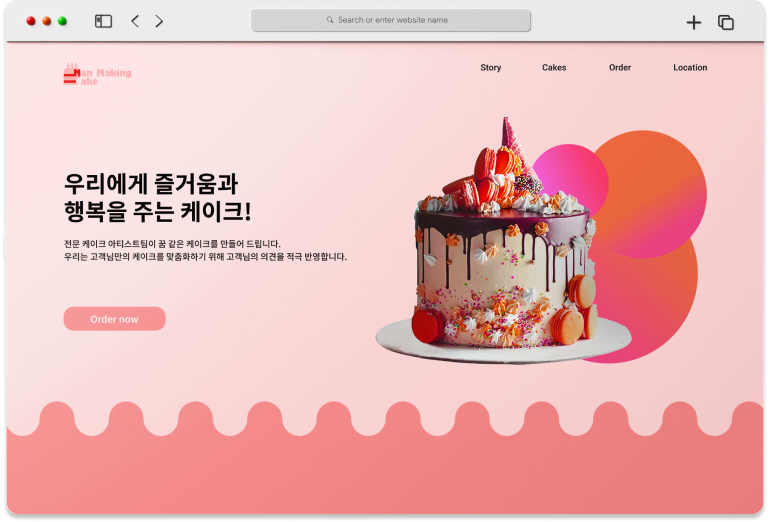 Search or enter website name
Man Making
Cake
Story
Cakes
Order
Location
우리에게 즐거움과
행복을 주는 케이크!
전문 케이크 아티스트팀이 꿈 같은 케이크를 만들어 드립니다.
우리는 고객님만의 케이크를 맞춤화하기 위해 고객님의 의견을 적극 반영합니다.
Order now